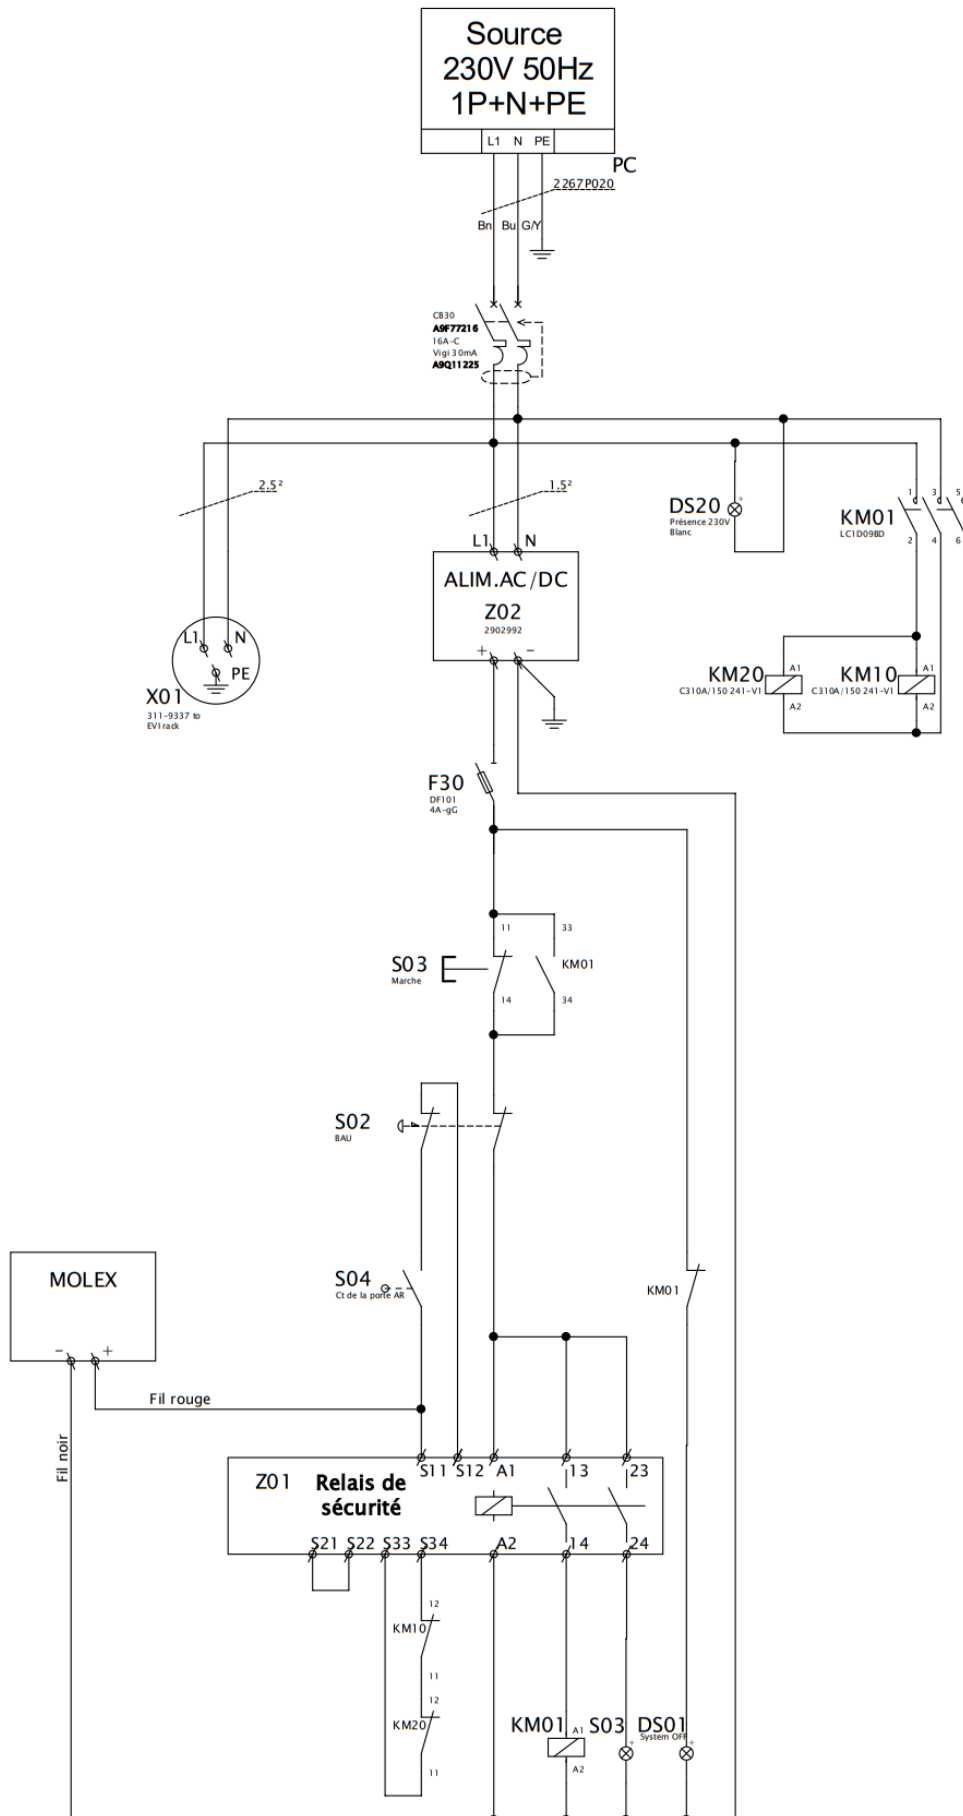 Source
230V 50Hz
1P+N+PE
L1 N PE
PC
2267P020
Bn Bu G/Y
CB30
A9F77216
16A-C
Vigi 30mA
A9Q11225
2.5²
1.5²
DS20
Présence 230V
Blanc
+
KM01
LC1D09BD
1 3 5
2 4 6
L1 N
ALIM.AC/DC
Z02
2902992
+ -
L1 N
PE
X01
311-9337 to
EVI rack
KM20
C310A/150 241-V1
A1
A2
KM10
C310A/150 241-V1
A1
A2
F30
DF101
4A-gG
11 33
S03
Marche
KM01
14 34
S02
BAU
MOLEX
- +
S04
Ct de la porte AR
KM01
Fil rouge
Fil noir
S11 S12 A1 13 23
Z01 Relais de
sécurité
S21 S22 S33 S34 A2 14 24
12
KM10
11
12
KM20
11
KM01
A1
A2
S03
+
DS01
System OFF
+